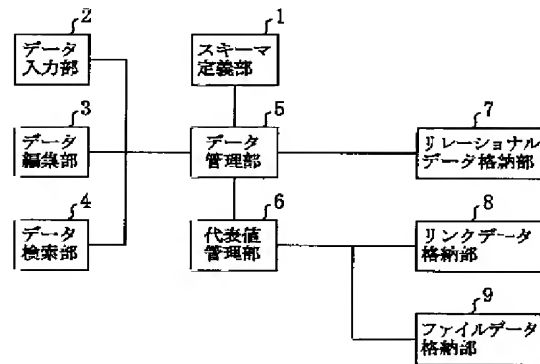 2
データ
入力部
1
スキーマ
定義部
3
データ
編集部
5
データ
管理部
7
リレーショナル
データ格納部
4
データ
検索部
6
代表値
管理部
8
リンクデータ
格納部
9
ファイルデータ
格納部